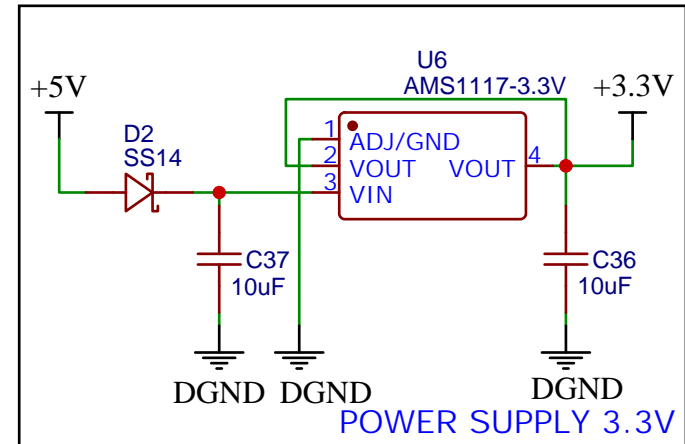 U6
AMS1117-3.3V
+5V
+3.3V
D2
SS14
1
ADJ/GND
2
VOUT
VOUT
4
3
VIN
C37
10uF
C36
10uF
DGND
DGND
DGND
POWER SUPPLY 3.3V